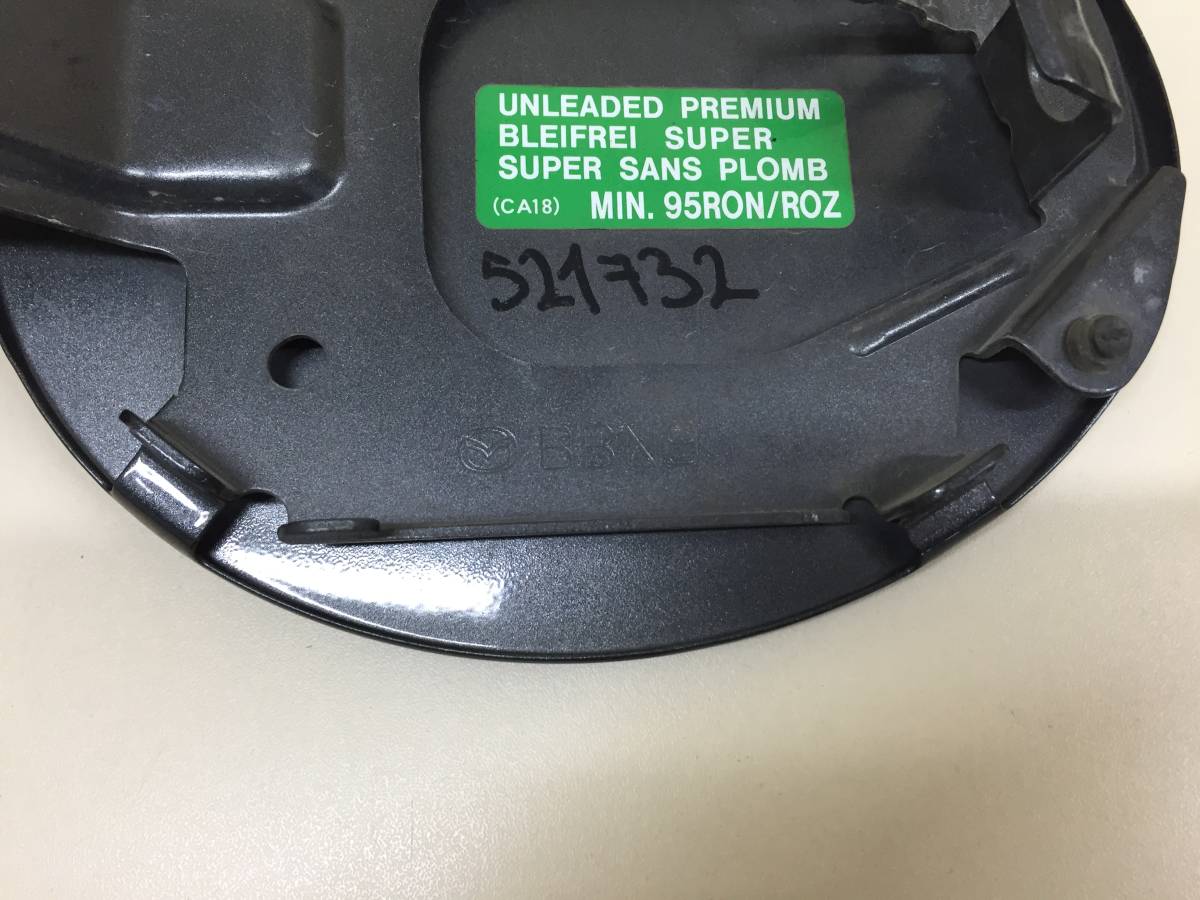 UNLEADED PREMIUM
BLEIFREI SUPER
SUPER SANS PLOMB
(CA18) MIN. 95RON/ROZ
521732